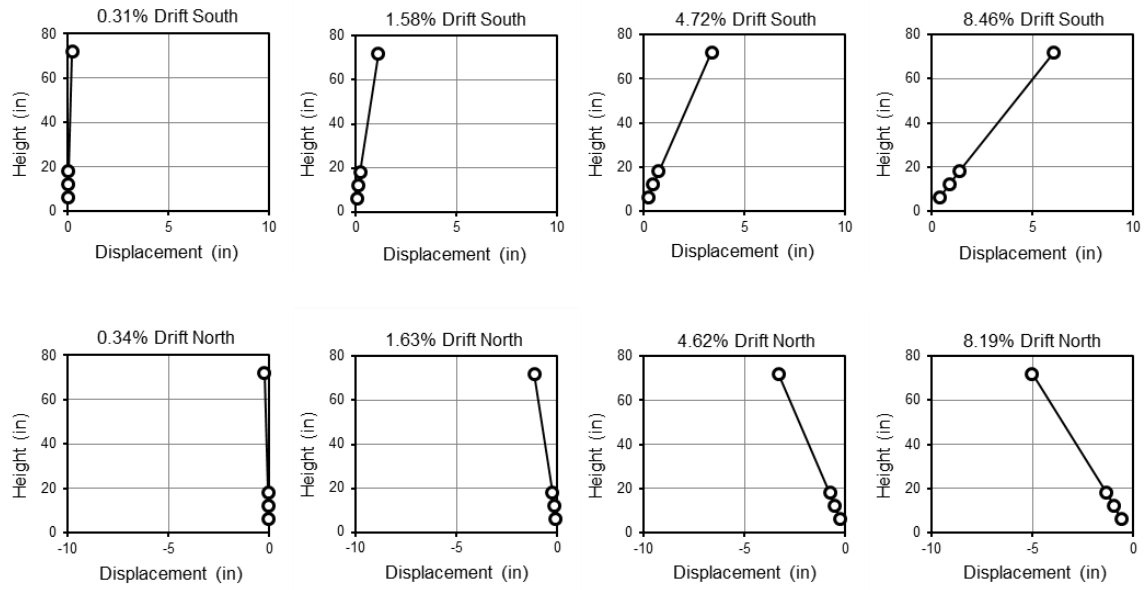 0.31% Drift South
80
60
40
20
0
0
5
10
Height (in)
Displacement (in)
1.58% Drift South
80
60
40
20
0
0
5
10
Height (in)
Displacement (in)
4.72% Drift South
80
60
40
20
0
0
5
10
Height (in)
Displacement (in)
8.46% Drift South
80
60
40
20
0
0
5
10
Height (in)
Displacement (in)
0.34% Drift North
80
60
40
20
0
-10
-5
0
Height (in)
Displacement (in)
1.63% Drift North
80
60
40
20
0
-10
-5
0
Height (in)
Displacement (in)
4.62% Drift North
80
60
40
20
0
-10
-5
0
Height (in)
Displacement (in)
8.19% Drift North
80
60
40
20
0
-10
-5
0
Height (in)
Displacement (in)